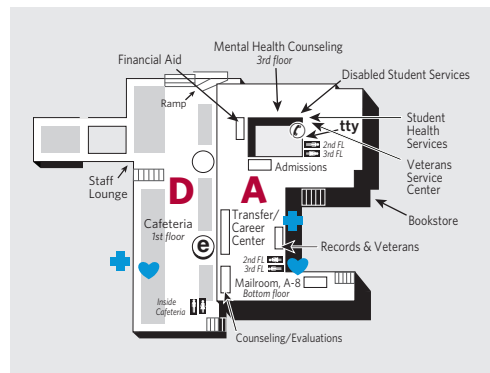 Mental Health Counseling
3rd floor
Financial Aid
Disabled Student Services
Ramp
tty
Student
Health
Services
2nd FL
3rd FL
Veterans
Service
Center
Admissions
Staff
Lounge
D
A
Bookstore
Transfer/
Career
Center
Cafeteria
1st floor
e
Records & Veterans
2nd FL
3rd FL
Mailroom, A-8
Bottom floor
Inside
Cafeteria
Counseling/Evaluations